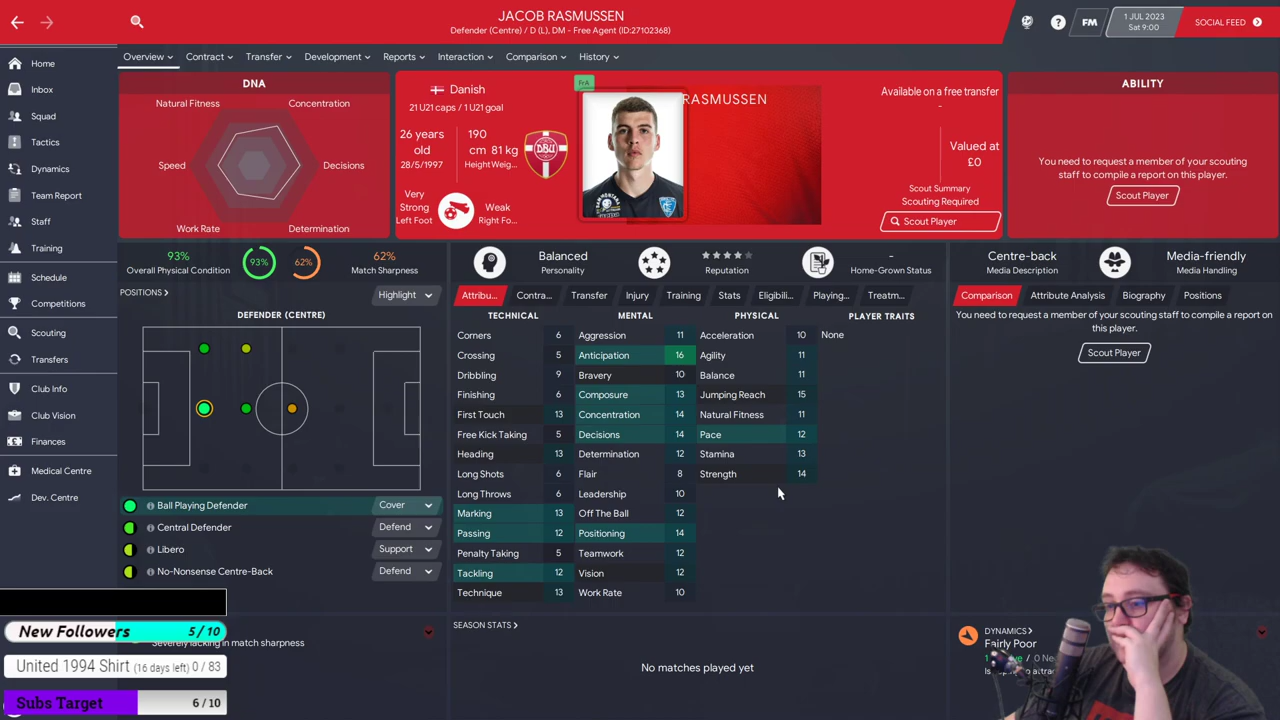 JACOB RASMUSSEN
Defender (Centre) / D (L), DM - Free Agent (ID:27102368)
FM
1 JUL 2023
Sat 9:00
SOCIAL FEED
Overview
Contract
Transfer
Development
Reports
Interaction
Comparison
History
Home
Inbox
Squad
Tactics
Dynamics
Team Report
Staff
Training
Schedule
Competitions
Scouting
Transfers
Club Info
Club Vision
Finances
Medical Centre
Dev. Centre
DNA
Natural Fitness
Concentration
Speed
Decisions
Work Rate
Determination
Danish
21 U21 caps / 1 U21 goal
26 years
old
28/5/1997
190
cm 81 kg
HeightWeig...
DBU
Very
Strong
Left Foot
Weak
Right Fo...
FrA
RASMUSSEN
Available on a free transfer
-
Valued at
£0
Scout Summary
Scouting Required
Scout Player
ABILITY
You need to request a member of your scouting
staff to compile a report on this player.
Scout Player
93%
Overall Physical Condition
93%
62%
62%
Match Sharpness
Balanced
Personality
Reputation
-
Home-Grown Status
Centre-back
Media Description
Media-friendly
Media Handling
POSITIONS
Highlight
DEFENDER (CENTRE)
Ball Playing Defender
Cover
Central Defender
Defend
Libero
Support
No-Nonsense Centre-Back
Defend
Attribu...
Contra...
Transfer
Injury
Training
Stats
Eligibili...
Playing...
Treatm...
TECHNICAL
Corners 6
Crossing 5
Dribbling 9
Finishing 6
First Touch 13
Free Kick Taking 5
Heading 13
Long Shots 6
Long Throws 6
Marking 13
Passing 12
Penalty Taking 5
Tackling 12
Technique 13
MENTAL
Aggression 11
Anticipation 16
Bravery 10
Composure 13
Concentration 14
Decisions 14
Determination 12
Flair 8
Leadership 10
Off The Ball 12
Positioning 14
Teamwork 12
Vision 12
Work Rate 10
PHYSICAL
Acceleration 10
Agility 11
Balance 11
Jumping Reach 15
Natural Fitness 11
Pace 12
Stamina 13
Strength 14
PLAYER TRAITS
None
Comparison
Attribute Analysis
Biography
Positions
You need to request a member of your scouting staff to compile a report on this
player.
Scout Player
Severely lacking in match sharpness
SEASON STATS
No matches played yet
DYNAMICS
Fairly Poor
New Followers 5 / 10
United 1994 Shirt (16 days left) 0 / 83
Subs Target 6 / 10